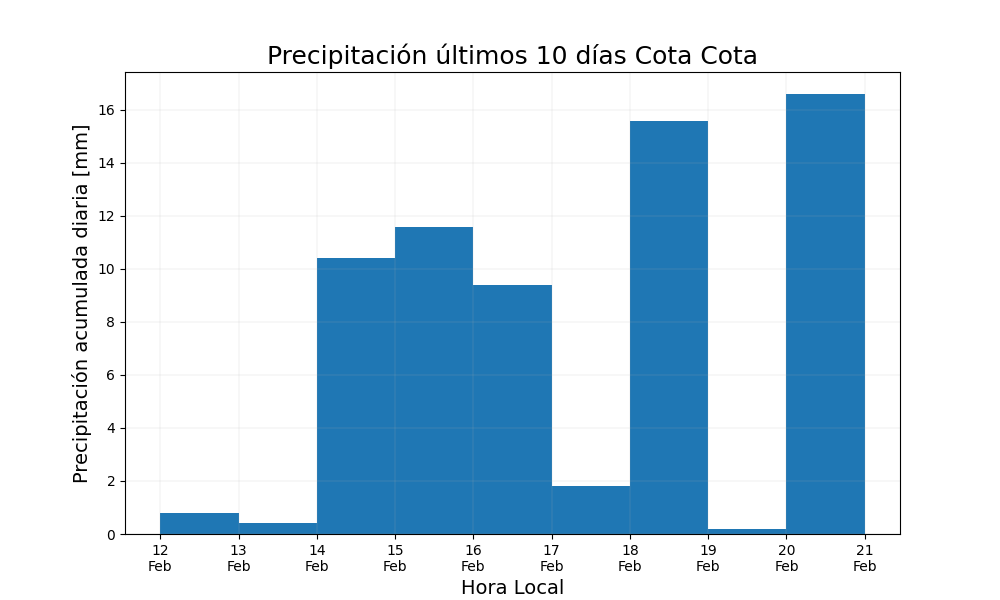 Precipitación últimos 10 días Cota Cota
Precipitación acumulada diaria [mm]
16
14
12
10
8
6
4
2
0
12 13 14 15 16 17 18 19 20 21
Feb Feb Feb Feb Feb Feb Feb Feb Feb Feb
Hora Local